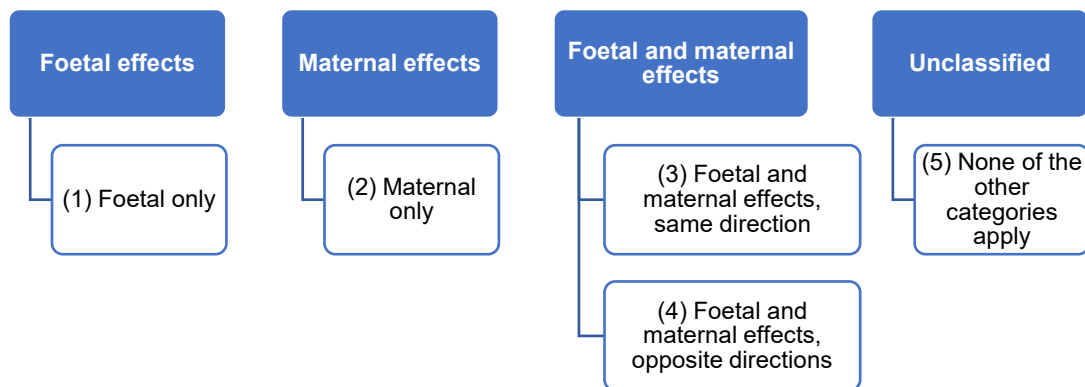 Foetal effects
(1) Foetal only
Maternal effects
(2) Maternal
only
Foetal and maternal
effects
(3) Foetal and
maternal effects,
same direction
(4) Foetal and
maternal effects,
opposite directions
Unclassified
(5) None of the
other
categories
apply